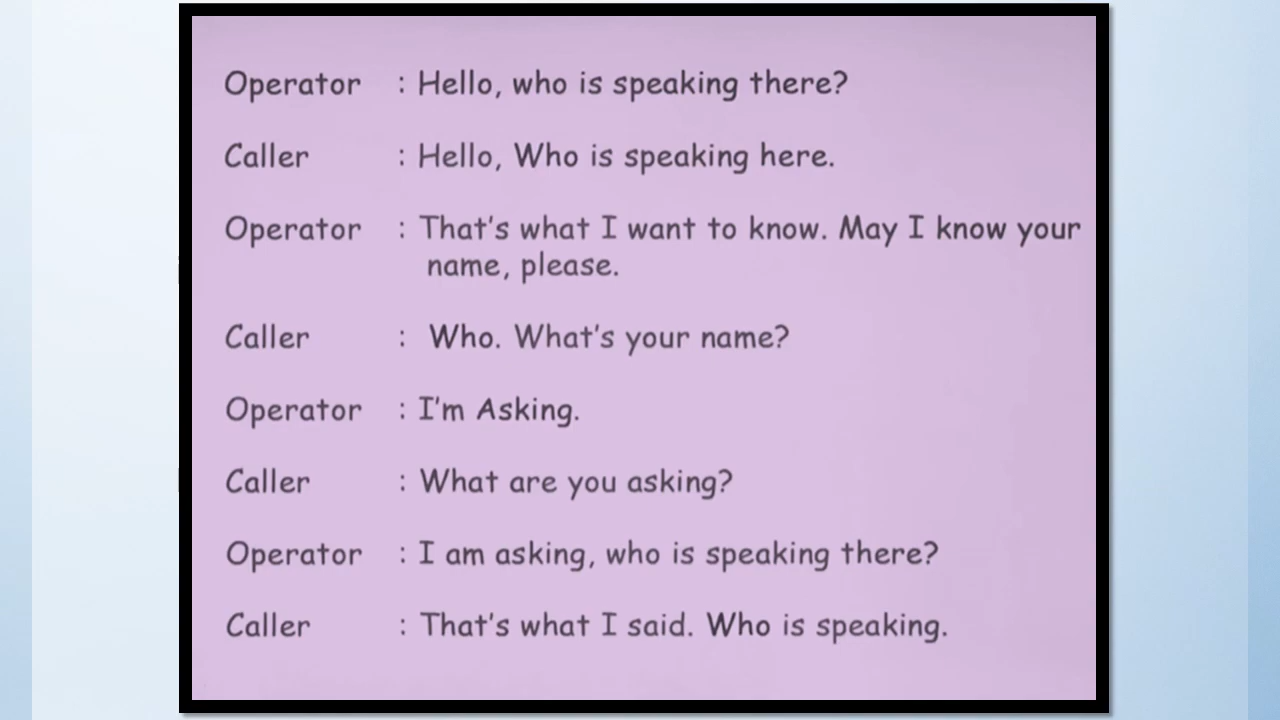 Operator : Hello, who is speaking there?
Caller : Hello, Who is speaking here.
Operator : That's what I want to know. May I know your
name, please.
Caller : Who. What's your name?
Operator : I'm Asking.
Caller : What are you asking?
Operator : I am asking, who is speaking there?
Caller : That's what I said. Who is speaking.